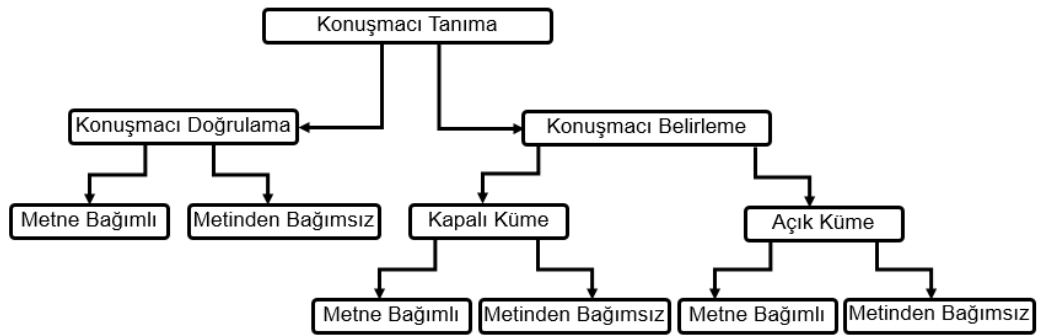 Konuşmacı Tanıma
Konuşmacı Doğrulama
Konuşmacı Belirleme
Metne Bağımlı
Metinden Bağımsız
Kapalı Küme
Açık Küme
Metne Bağımlı
Metinden Bağımsız
Metne Bağımlı
Metinden Bağımsız